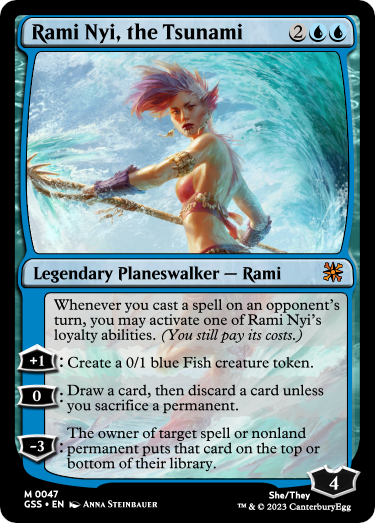 Rami Nyi, the Tsunami 2
Legendary Planeswalker — Rami
Whenever you cast a spell on an opponent's
turn, you may activate one of Rami Nyi's
loyalty abilities. (You still pay its costs.)
+1: Create a 0/1 blue Fish creature token.
0: Draw a card, then discard a card unless
you sacrifice a permanent.
-3: The owner of target spell or nonland
permanent puts that card on the top or
bottom of their library.
4
M 0047
She/They
GSS • EN Anna Steinbauer
™ & © 2023 CanterburyEgg